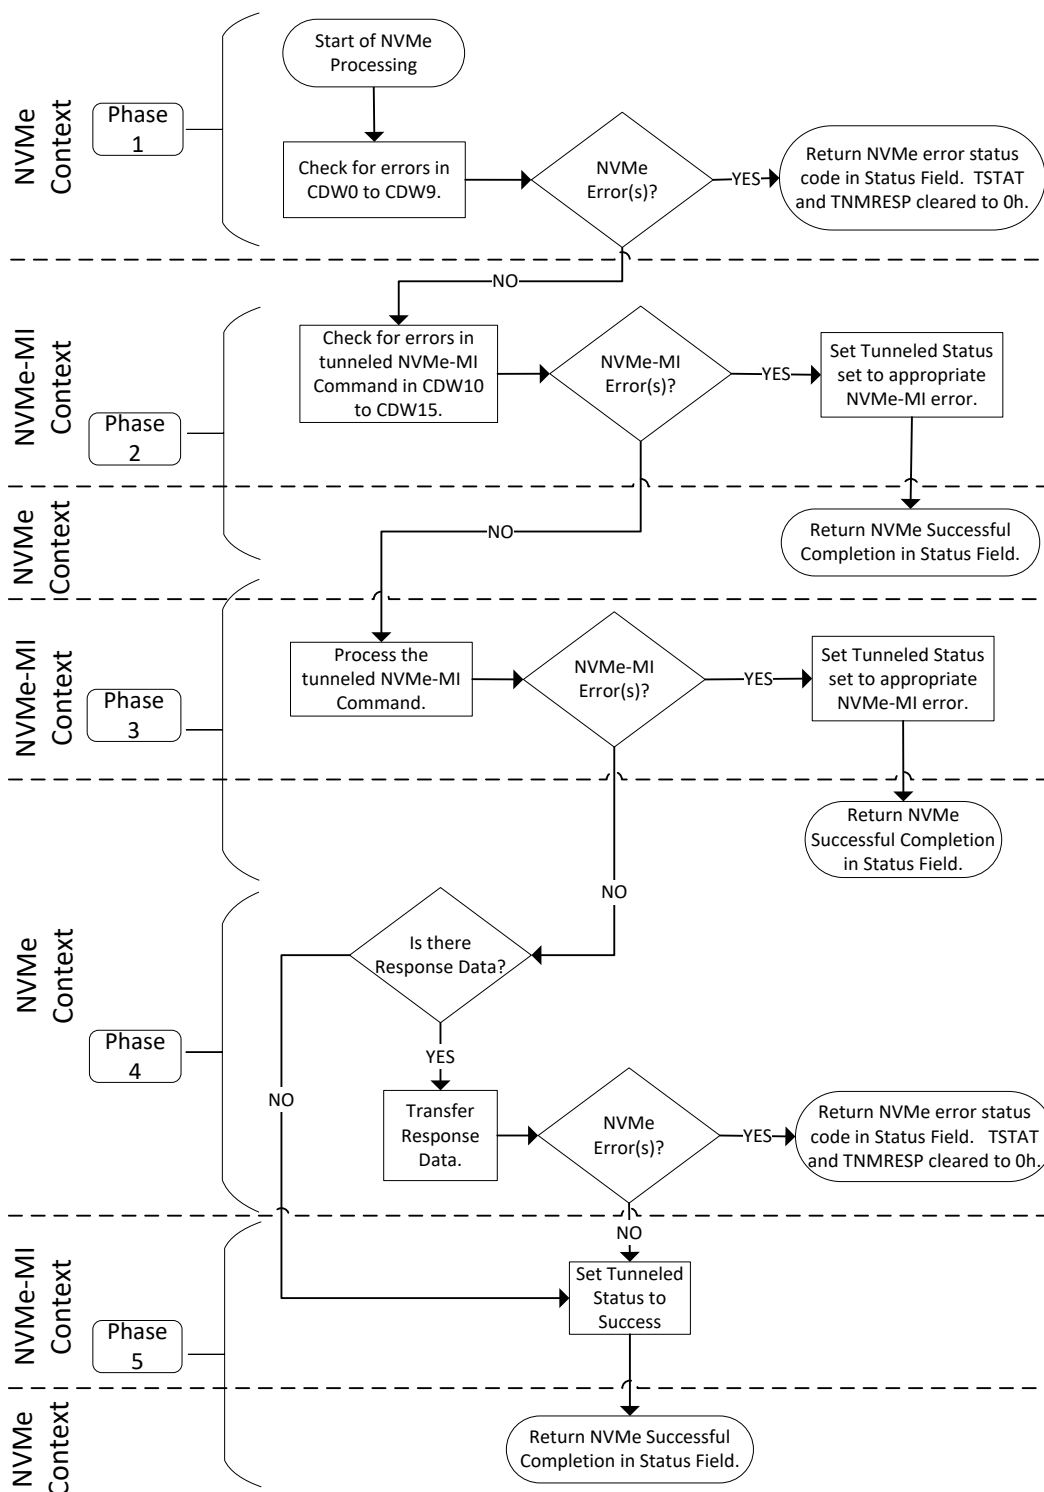 NVMe
Context
Phase
1
Start of NVMe
Processing
Check for errors in
CDW0 to CDW9.
NVMe
Error(s)?
YES
Return NVMe error status
code in Status Field.  TSTAT
and TNMRESP cleared to 0h.
NO
NVMe-MI
Context
Phase
2
Check for errors in
tunneled NVMe-MI
Command in CDW10
to CDW15.
NVMe-MI
Error(s)?
YES
Set Tunneled Status
set to appropriate
NVMe-MI error.
NVMe
Context
NO
Return NVMe Successful
Completion in Status Field.
NVMe-MI
Context
Phase
3
Process the
tunneled NVMe-MI
Command.
NVMe-MI
Error(s)?
YES
Set Tunneled Status
set to appropriate
NVMe-MI error.
Return NVMe
Successful Completion
in Status Field.
NO
NVMe
Context
Phase
4
Is there
Response Data?
YES
NO
Transfer
Response
Data.
NVMe
Error(s)?
YES
Return NVMe error status
code in Status Field.   TSTAT
and TNMRESP cleared to 0h.
NO
NVMe-MI
Context
Phase
5
Set Tunneled
Status to
Success
NVMe
Context
Return NVMe Successful
Completion in Status Field.